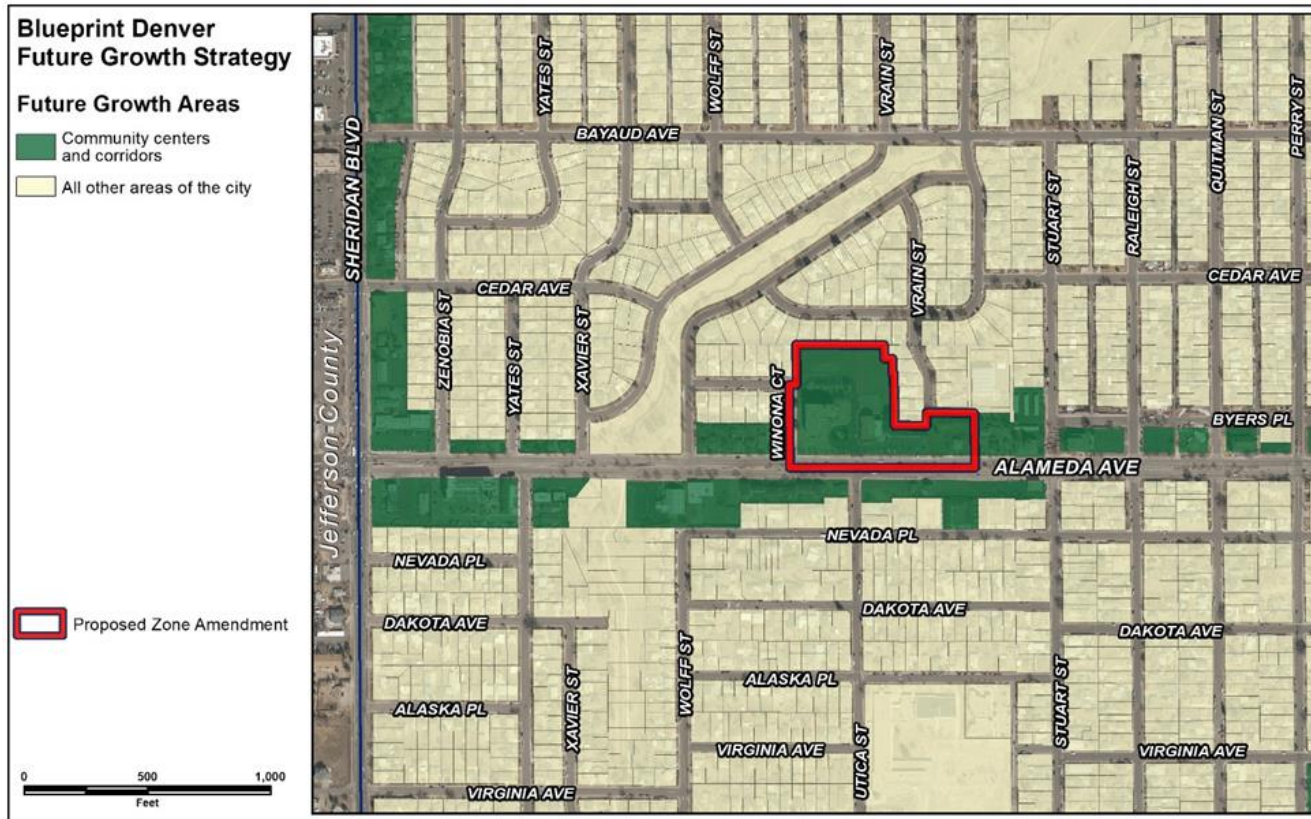 Blueprint Denver
Future Growth Strategy
Future Growth Areas
Community centers
and corridors
All other areas of the city
Proposed Zone Amendment
0 500 1,000
Feet
SHERIDAN BLVD
Jefferson County
YATES ST
WOLFF ST
VRAIN ST
BAYAUD AVE
STUART ST
RALEIGH ST
QUITMAN ST
PERRY ST
CEDAR AVE
CEDAR AVE
ZENOBIA ST
YATES ST
XAVIER ST
VRAIN ST
WINONA CT
BYERS PL
ALAMEDA AVE
NEVADA PL
NEVADA PL
DAKOTA AVE
DAKOTA AVE
DAKOTA AVE
XAVIER ST
WOLFF ST
ALASKA PL
ALASKA PL
UTICA ST
STUART ST
VIRGINIA AVE
VIRGINIA AVE
VIRGINIA AVE